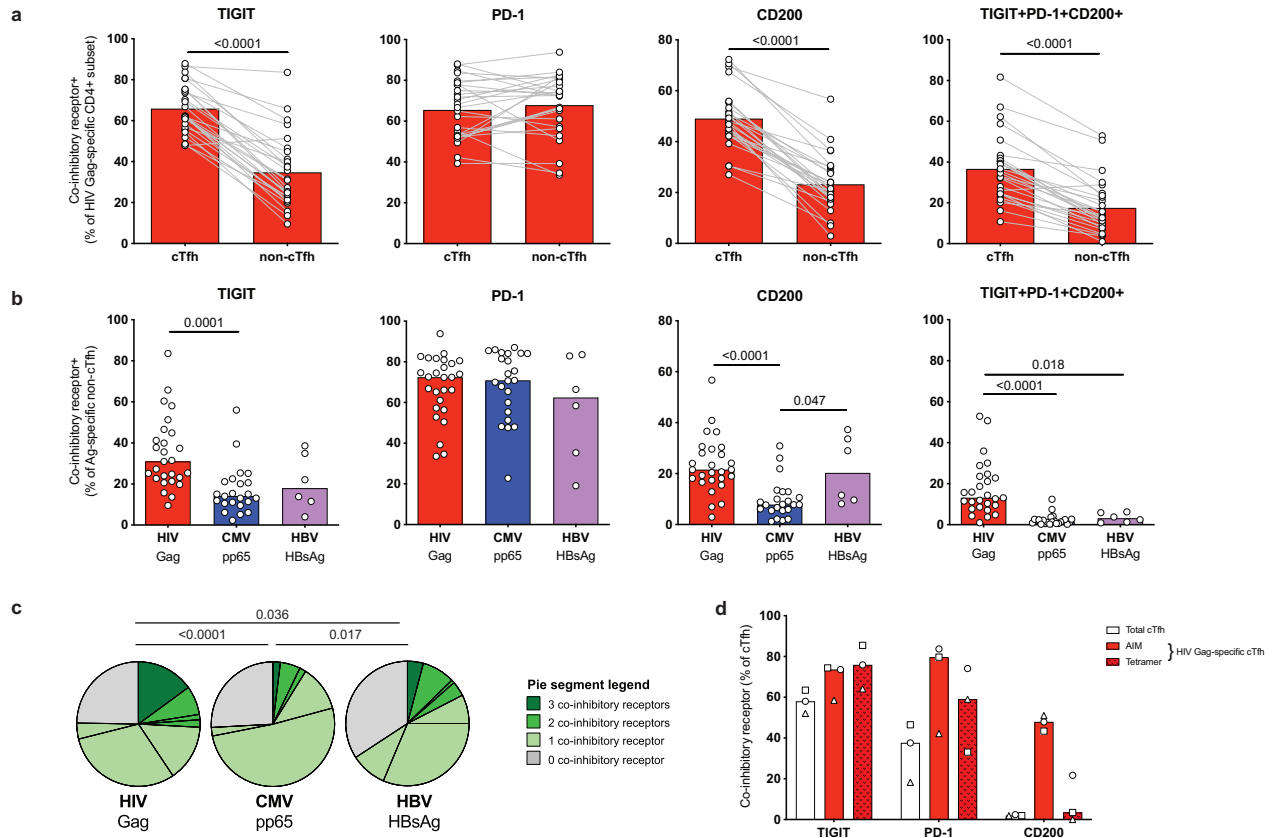 a
TIGIT
PD-1
CD200
TIGIT+PD-1+CD200+
Co-inhibitory receptor+
(% of HIV Gag-specific CD4+ subset)
100
80
60
40
20
0
<0.0001
cTfh
non-cTfh
100
80
60
40
20
0
cTfh
non-cTfh
80
60
40
20
0
<0.0001
cTfh
non-cTfh
100
80
60
40
20
0
<0.0001
cTfh
non-cTfh
b
TIGIT
PD-1
CD200
TIGIT+PD-1+CD200+
Co-inhibitory receptor+
(% of Ag-specific non-cTfh)
100
80
60
40
20
0
0.0001
HIV
Gag
CMV
pp65
HBV
HBsAg
100
80
60
40
20
0
HIV
Gag
CMV
pp65
HBV
HBsAg
80
60
40
20
0
<0.0001
0.047
HIV
Gag
CMV
pp65
HBV
HBsAg
100
80
60
40
20
0
0.018
<0.0001
HIV
Gag
CMV
pp65
HBV
HBsAg
c
0.036
<0.0001
0.017
HIV
Gag
CMV
pp65
HBV
HBsAg
Pie segment legend
3 co-inhibitory receptors
2 co-inhibitory receptors
1 co-inhibitory receptor
0 co-inhibitory receptor
d
Co-inhibitory receptor (% of cTfh)
100
80
60
40
20
0
TIGIT
PD-1
CD200
Total cTfh
AIM
Tetramer
} HIV Gag-specific cTfh